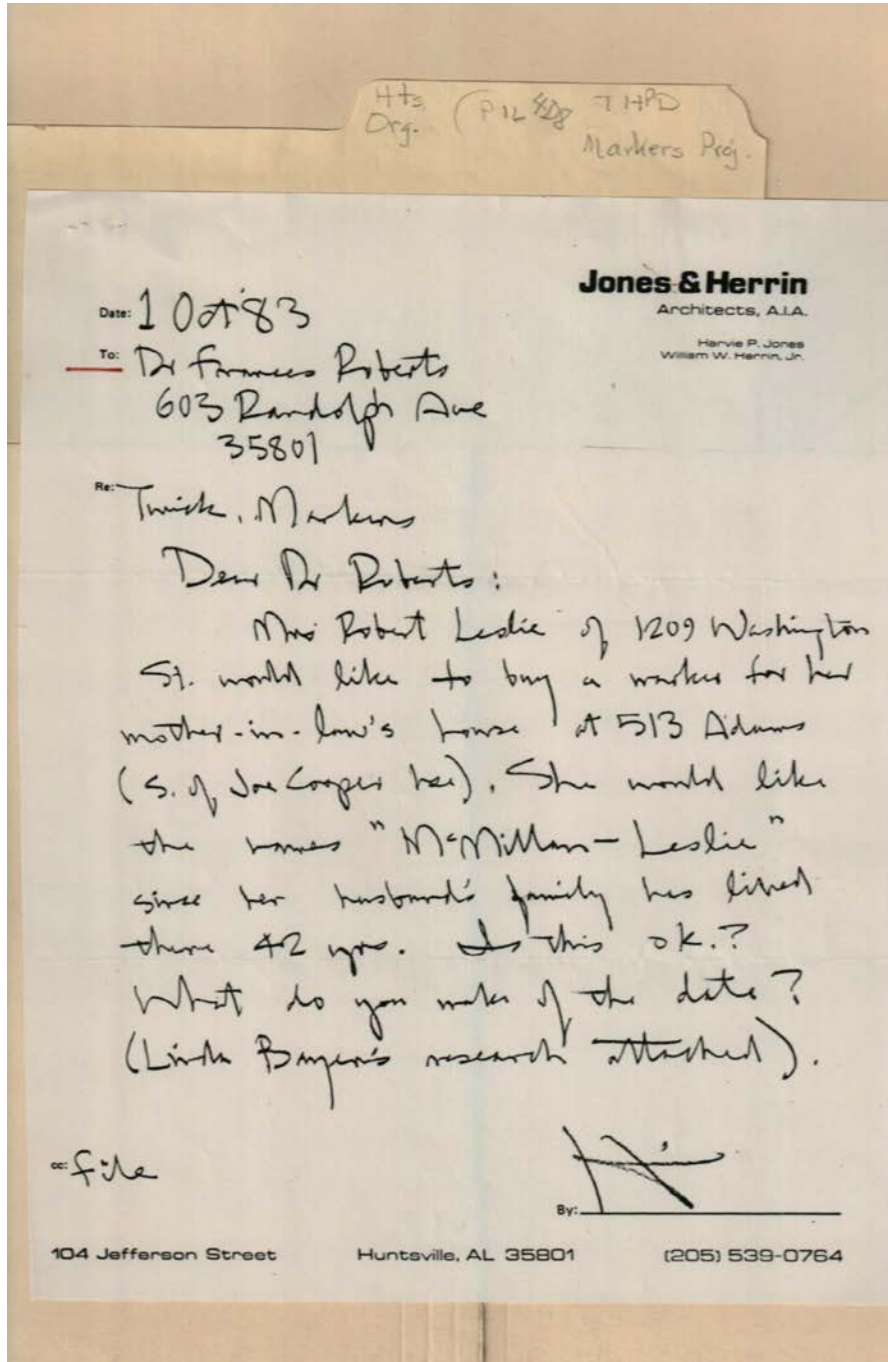 Hts. Org. (P12 THPD
Markers Proj.
Jones & Herrin
Architects, A.I.A.
Harvie P. Jones
William W. Herrin, Jr.
Date: 1 Oct '83
To: Dr Frances Roberts
603 Randolph Ave
35801
Re: Twick. Markers
Dear Dr Roberts:
Mrs Robert Leslie of 1209 Washington
St. would like to buy a marker for her
mother-in-law's house at 513 Adams
(S. of Joe Cooper hse). She would like
the names "McMillan-Leslie"
since her husband's family has lived
there 42 yrs. Is this ok.?
What do you make of the date?
(Linda Bayer's research attached).
cc: file
By:
104 Jefferson Street Huntsville, AL 35801 (205) 539-0764